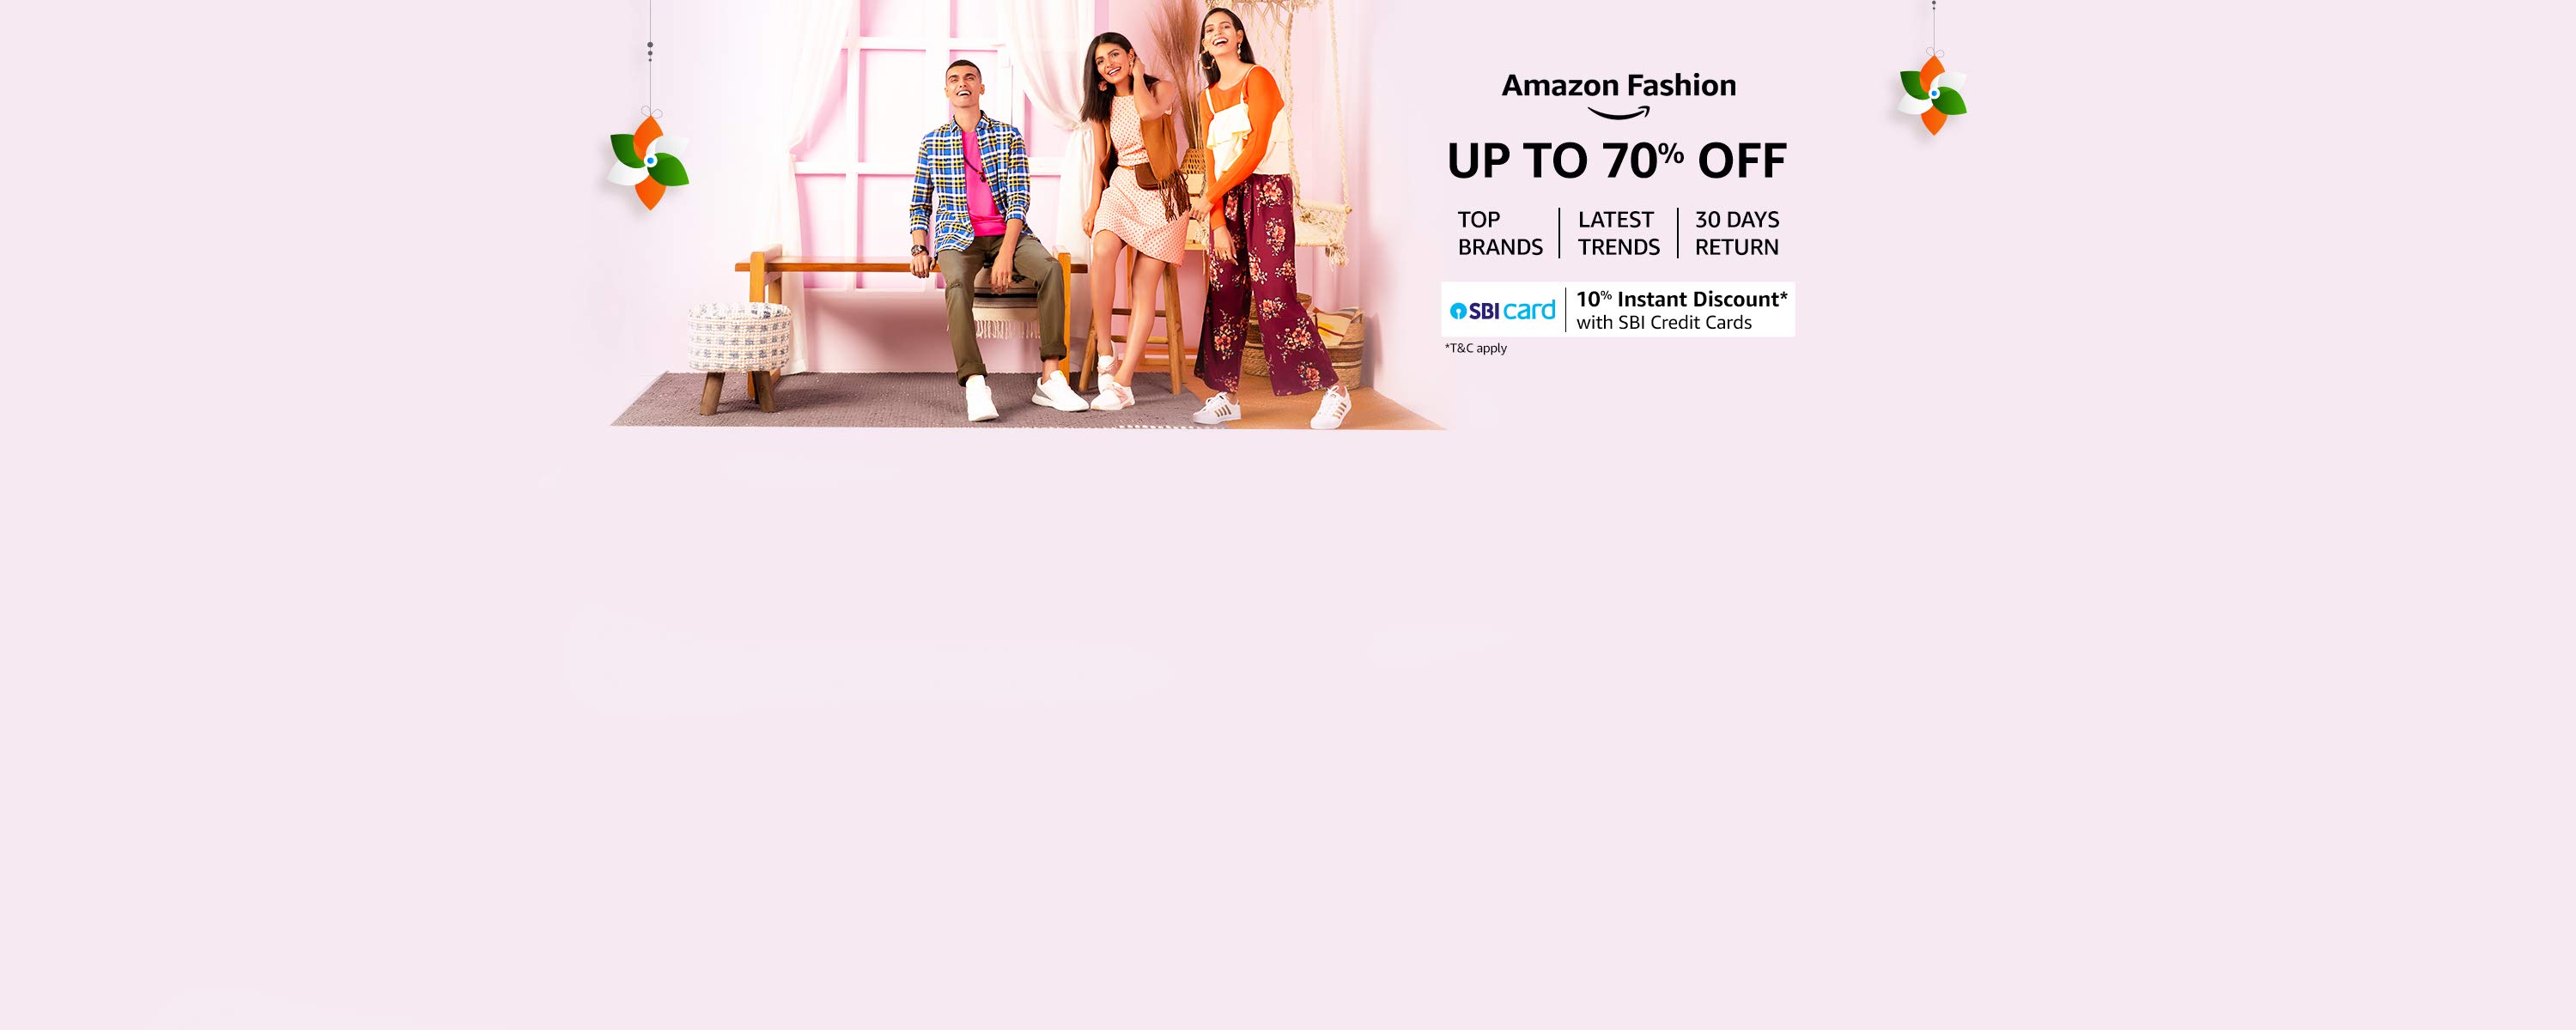 Amazon Fashion
UP TO 70% OFF
TOP BRANDS
LATEST TRENDS
30 DAYS RETURN
SBI card
10% Instant Discount*
with SBI Credit Cards
*T&C apply